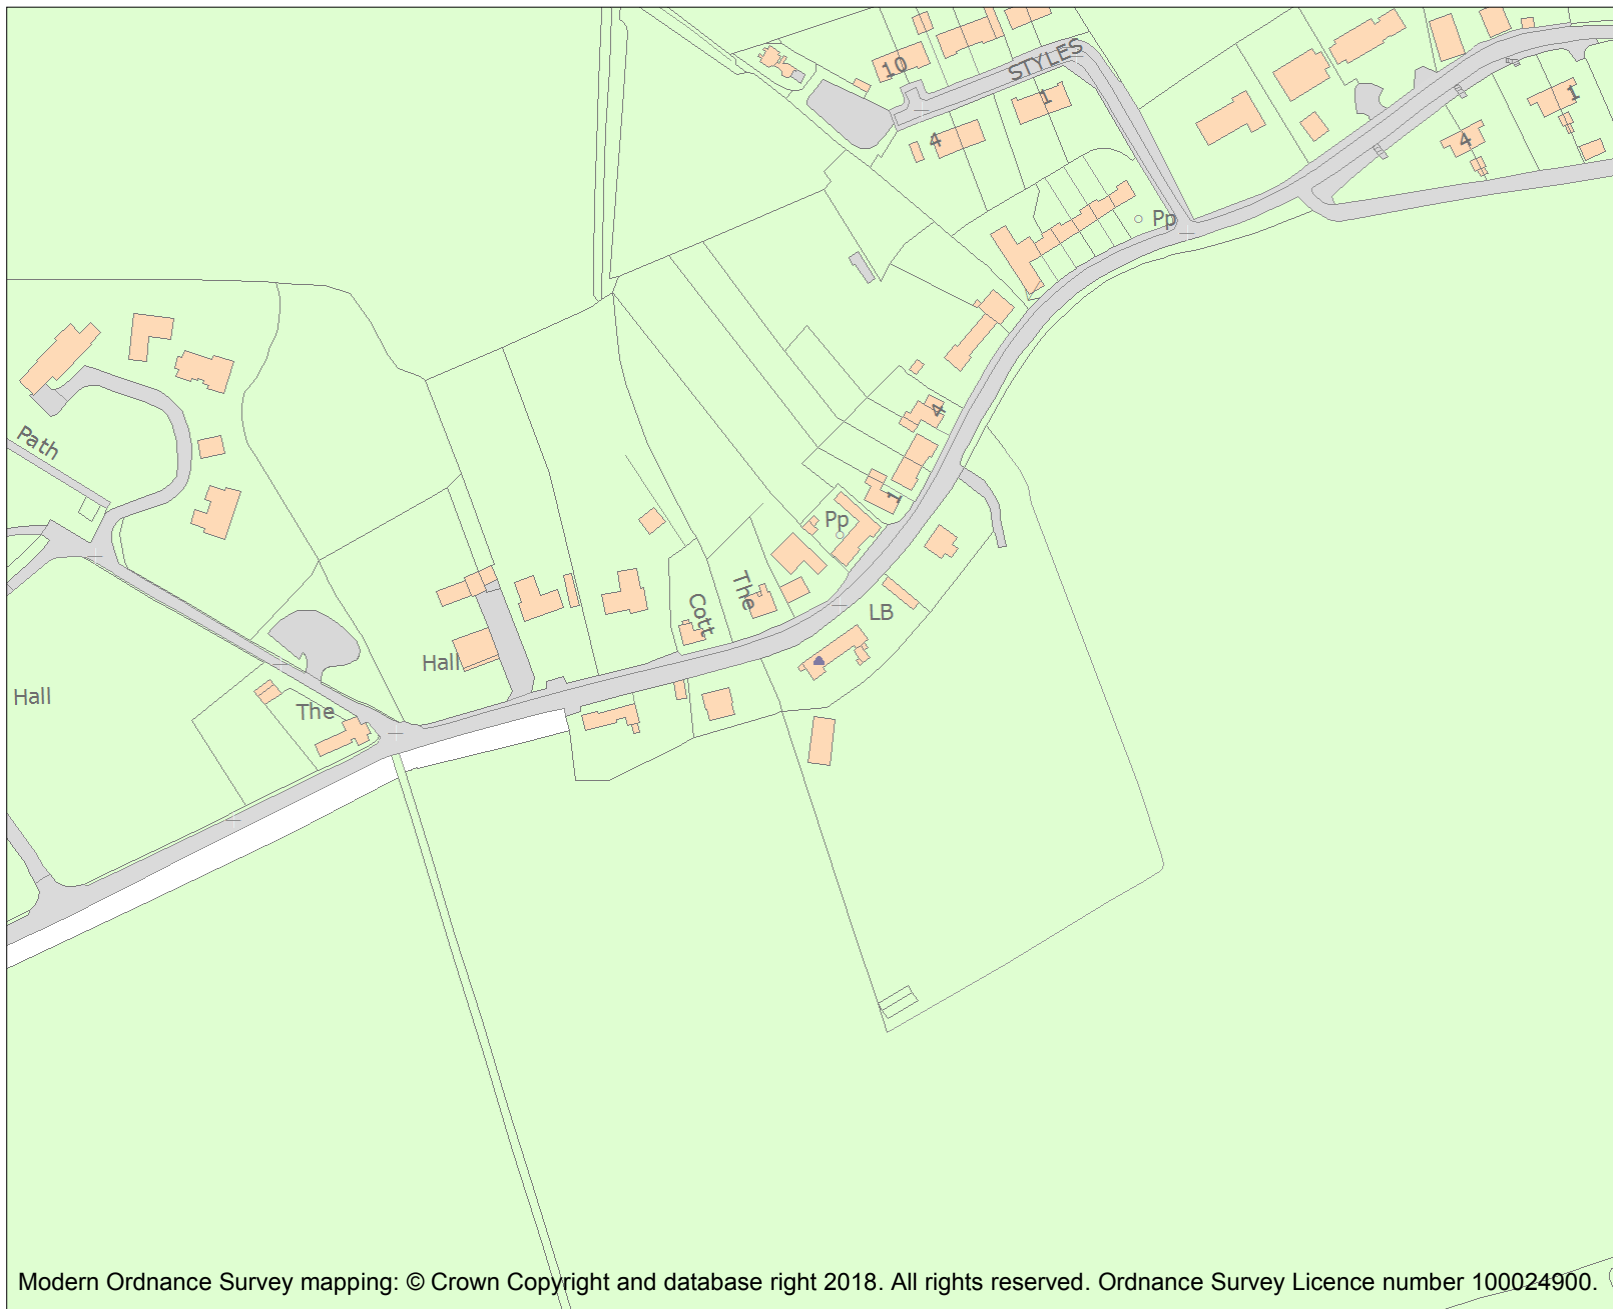 STYLES
10
1
4
1
4
Pp
Path
4
1
Pp
The
Cott
LB
Hall
Hall
The
Modern Ordnance Survey mapping: © Crown Copyright and database right 2018. All rights reserved. Ordnance Survey Licence number 100024900.